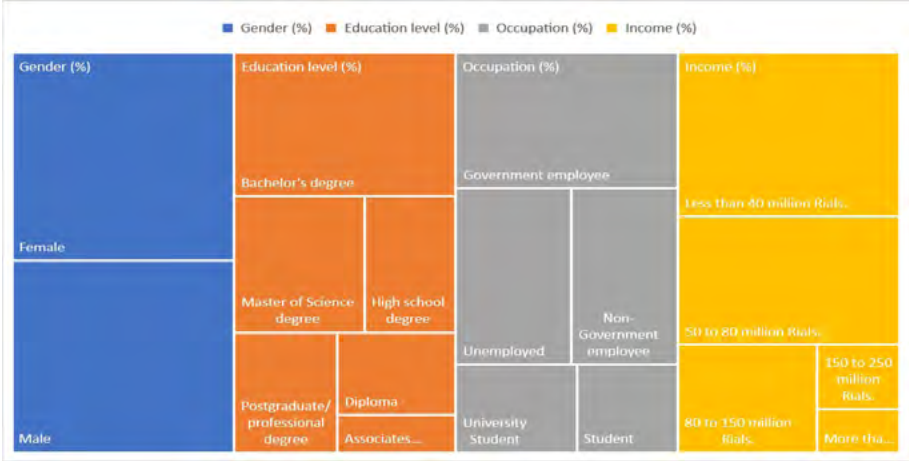 Gender (%) Education level (%) Occupation (%) Income (%)
Gender (%)
Female
Male
Education level (%)
Bachelor's degree
Master of Science
degree
High school
degree
Postgraduate/
professional
degree
Diploma
Associates...
Occupation (%)
Government employee
Unemployed
Non-
Government
employee
University
Student
Student
Income (%)
Less than 40 million Rials.
50 to 80 million Rials.
80 to 150 million
Rials.
150 to 250
million
Rials.
More tha...